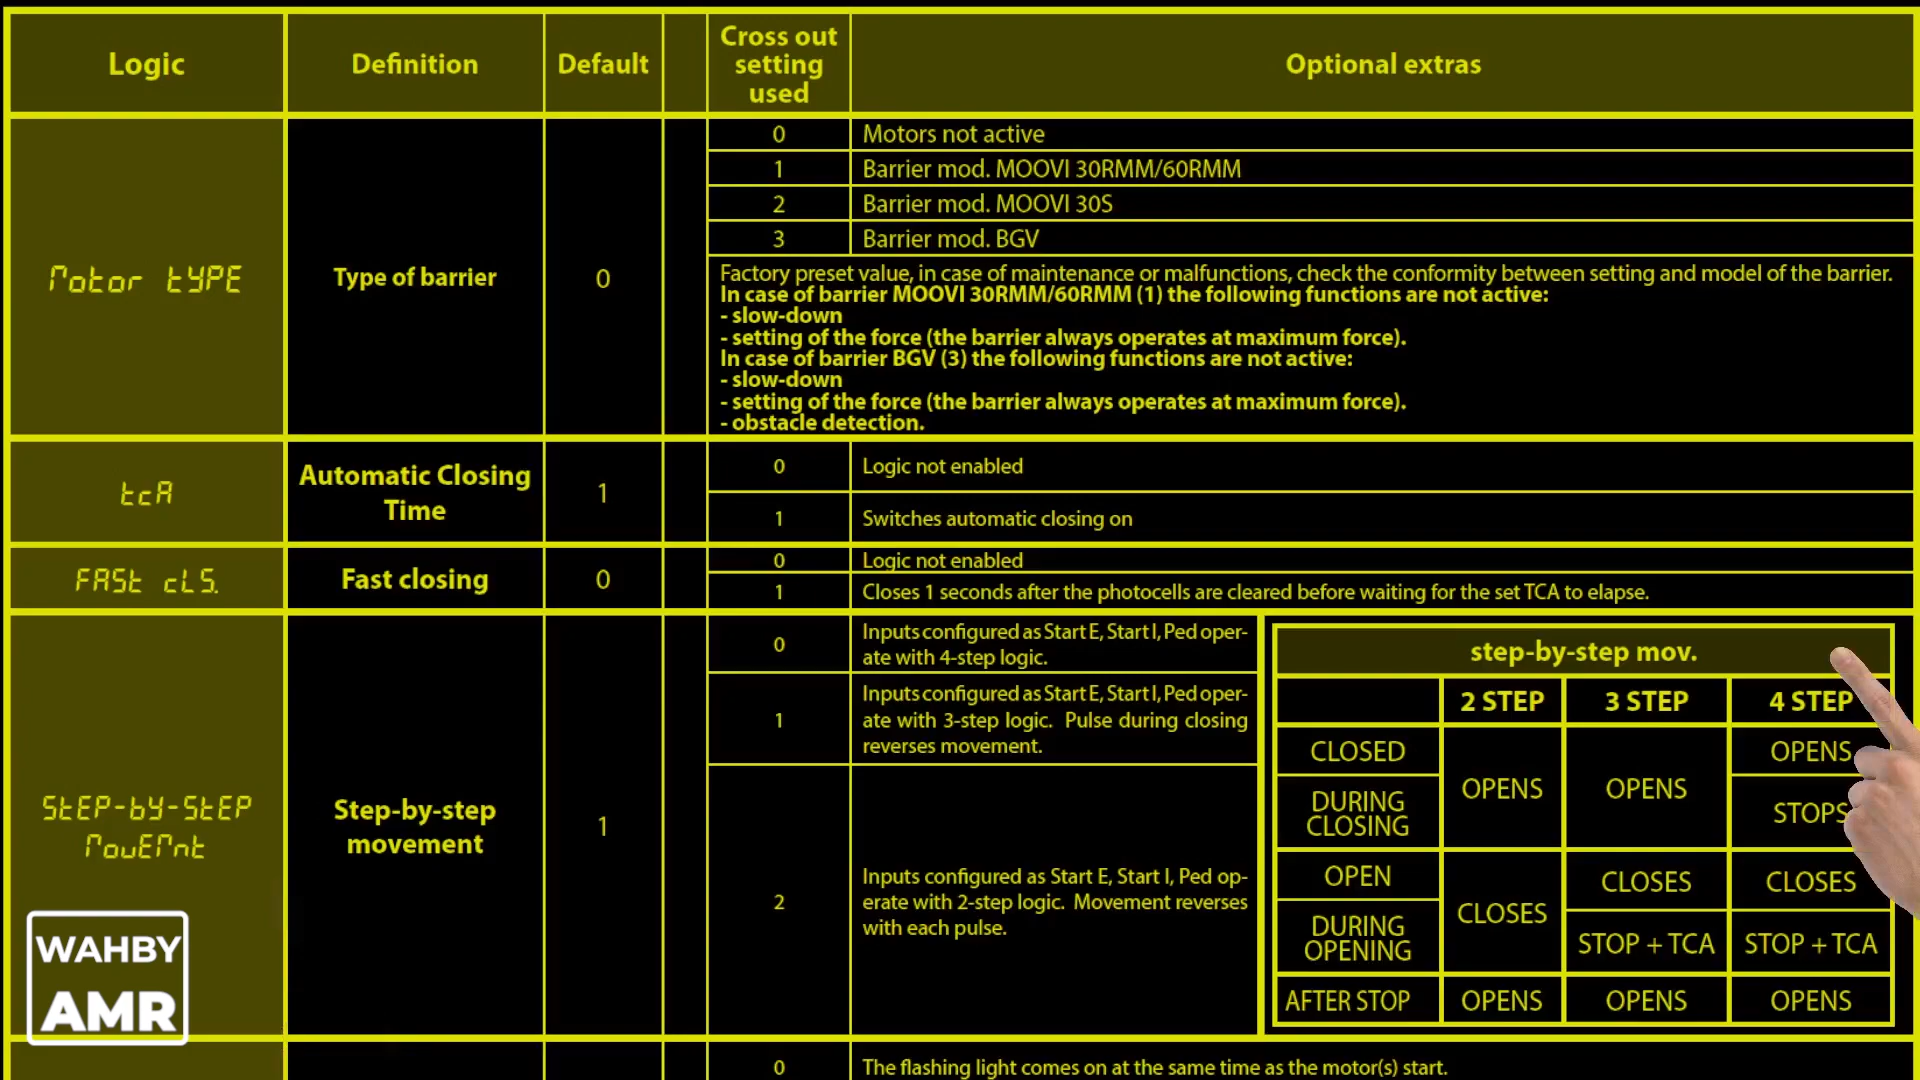 Logic
Definition
Default
Cross out
setting
used
Optional extras
Motor tYPE
Type of barrier
0
0
Motors not active
1
Barrier mod. MOOVI 30RMM/60RMM
2
Barrier mod. MOOVI 30S
3
Barrier mod. BGV
Factory preset value, in case of maintenance or malfunctions, check the conformity between setting and model of the barrier.
In case of barrier MOOVI 30RMM/60RMM (1) the following functions are not active:
- slow-down
- setting of the force (the barrier always operates at maximum force).
In case of barrier BGV (3) the following functions are not active:
- slow-down
- setting of the force (the barrier always operates at maximum force).
- obstacle detection.
tcA
Automatic Closing
Time
1
0
Logic not enabled
1
Switches automatic closing on
FASt cLS.
Fast closing
0
0
Logic not enabled
1
Closes 1 seconds after the photocells are cleared before waiting for the set TCA to elapse.
StEP-bY-StEP
MouEMnt
Step-by-step
movement
1
0
Inputs configured as Start E, Start I, Ped oper-
ate with 4-step logic.
1
Inputs configured as Start E, Start I, Ped oper-
ate with 3-step logic. Pulse during closing
reverses movement.
2
Inputs configured as Start E, Start I, Ped op-
erate with 2-step logic. Movement reverses
with each pulse.
step-by-step mov.
2 STEP
3 STEP
4 STEP
CLOSED
DURING
CLOSING
OPENS
OPENS
OPENS
STOPS
OPEN
DURING
OPENING
CLOSES
CLOSES
CLOSES
STOP + TCA
STOP + TCA
AFTER STOP
OPENS
OPENS
OPENS
0
The flashing light comes on at the same time as the motor(s) start.
WAHBY
AMR